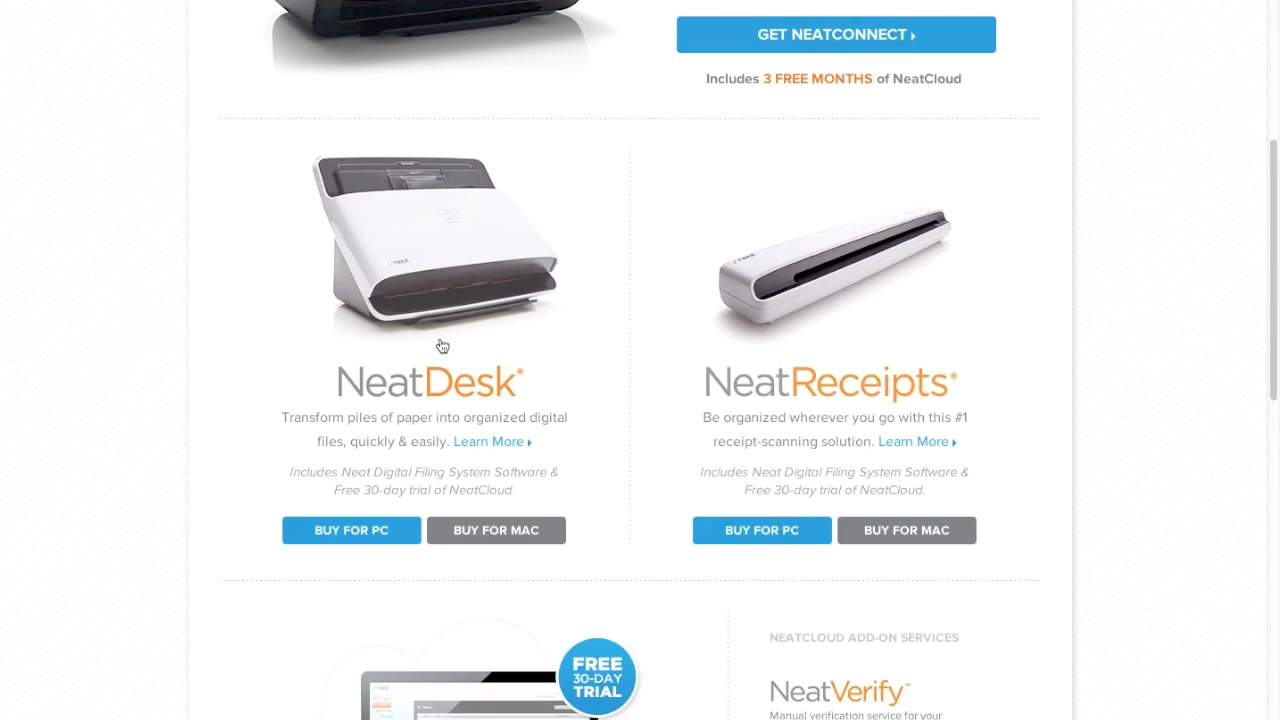 GET NEATCONNECT
Includes 3 FREE MONTHS of NeatCloud
neat
neat
NeatDesk®
Transform piles of paper into organized digital
files, quickly & easily. Learn More
Includes Neat Digital Filing System Software &
Free 30-day trial of NeatCloud.
BUY FOR PC
BUY FOR MAC
NeatReceipts®
Be organized wherever you go with this #1
receipt-scanning solution. Learn More
Includes Neat Digital Filing System Software &
Free 30-day trial of NeatCloud.
BUY FOR PC
BUY FOR MAC
FREE
30-DAY
TRIAL
NEATCLOUD ADD-ON SERVICES
NeatVerify™
Manual verification service for your